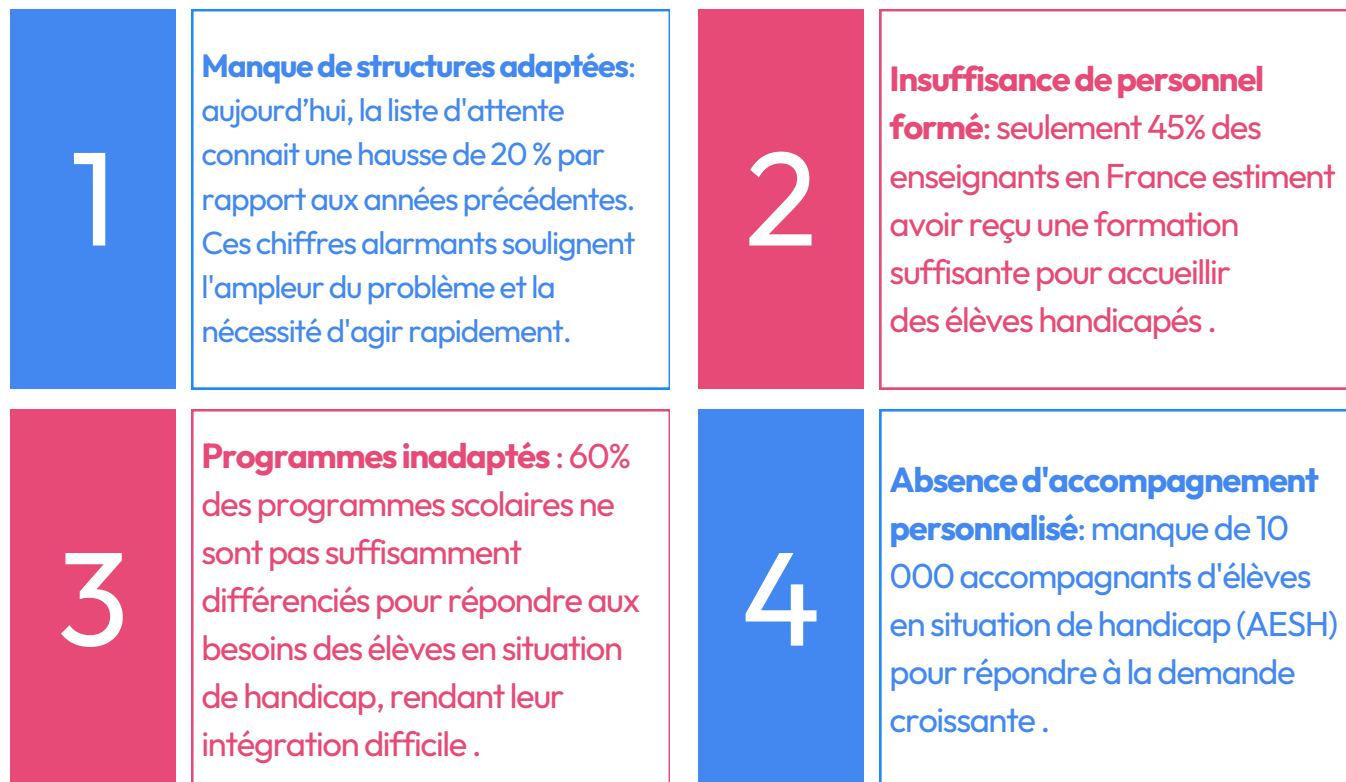 1
Manque de structures adaptées:
aujourd’hui, la liste d'attente
connait une hausse de 20 % par
rapport aux années précédentes.
Ces chiffres alarmants soulignent
l'ampleur du problème et la
nécessité d'agir rapidement.
2
Insuffisance de personnel
formé: seulement 45% des
enseignants en France estiment
avoir reçu une formation
suffisante pour accueillir
des élèves handicapés .
3
Programmes inadaptés : 60%
des programmes scolaires ne
sont pas suffisamment
différenciés pour répondre aux
besoins des élèves en situation
de handicap, rendant leur
intégration difficile .
4
Absence d'accompagnement
personnalisé: manque de 10
000 accompagnants d'élèves
en situation de handicap (AESH)
pour répondre à la demande
croissante .